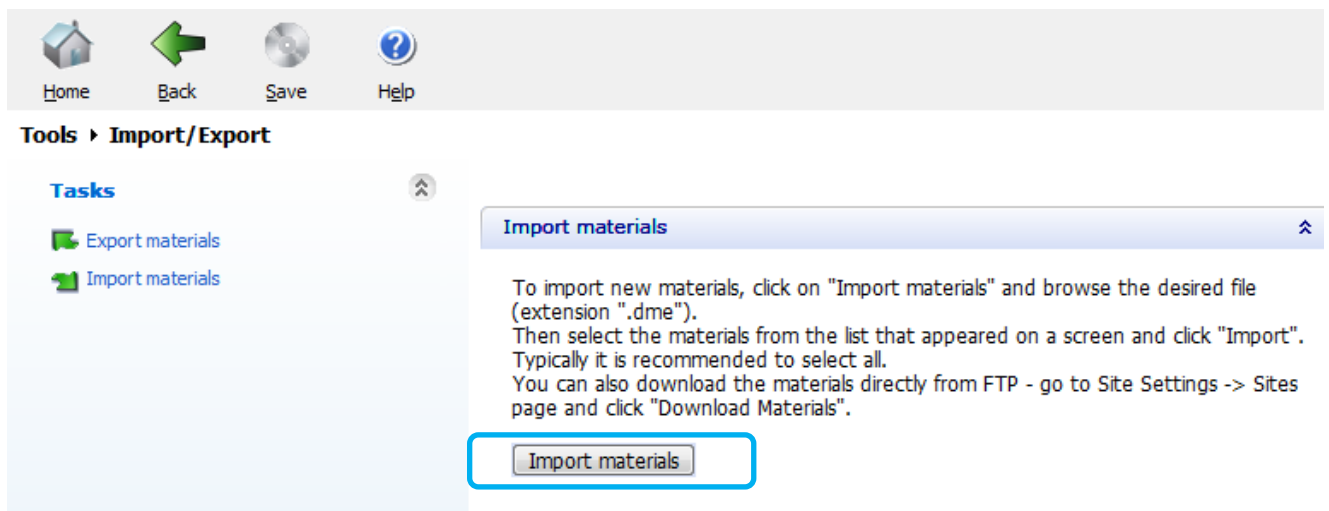 Home Back Save Help
Tools Import/Export
Tasks
Export materials
Import materials
Import materials
To import new materials, click on "Import materials" and browse the desired file
(extension ".dme").
Then select the materials from the list that appeared on a screen and click "Import".
Typically it is recommended to select all.
You can also download the materials directly from FTP - go to Site Settings -> Sites
page and click "Download Materials".
Import materials